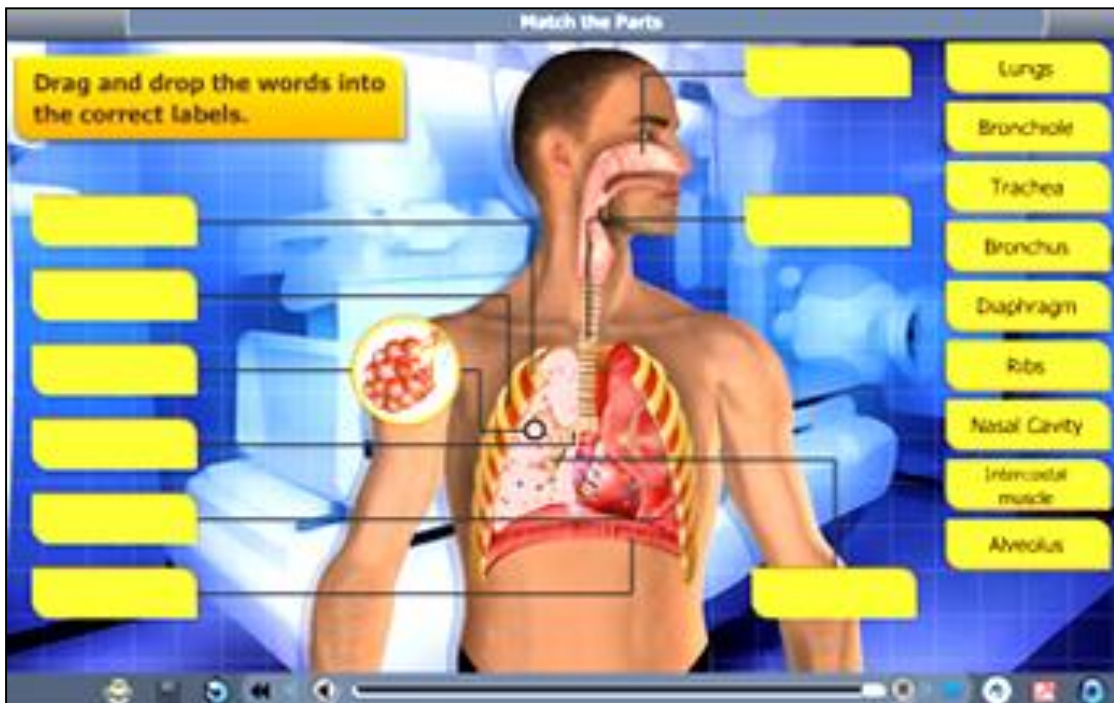 Match the Parts
Drag and drop the words into
the correct labels.
Lungs
Bronchiole
Trachea
Bronchus
Diaphragm
Ribs
Nasal Cavity
Intercostal
muscle
Alveolus